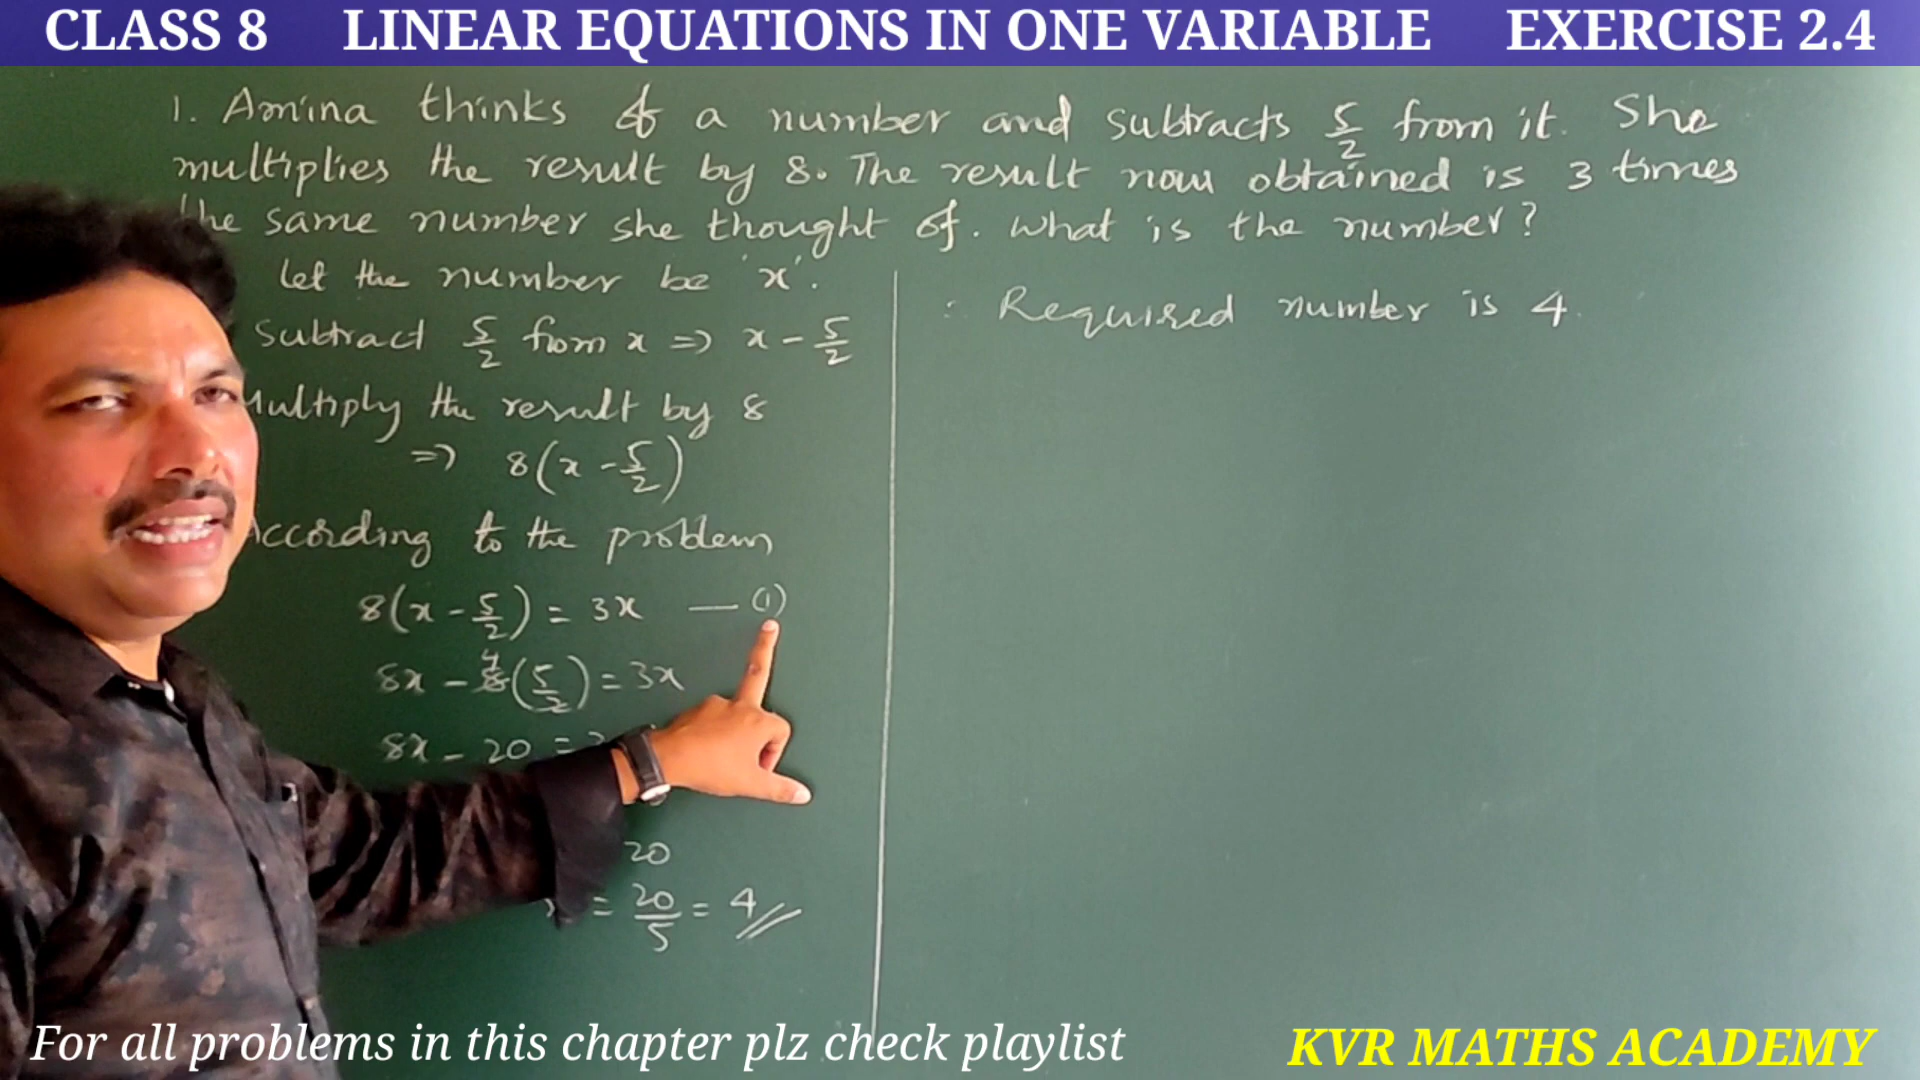 CLASS 8 LINEAR EQUATIONS IN ONE VARIABLE EXERCISE 2.4
1. Amina thinks of a number and subtracts 5/2 from it. She
multiplies the result by 8. The result now obtained is 3 times
the same number she thought of. What is the number?
Let the number be 'x'.
Subtract 5/2 from x => x - 5/2
Multiply the result by 8
=> 8(x - 5/2)
According to the problem
8(x - 5/2) = 3x — (1)
8x - 8(5/2) = 3x
4
8x - 20 =
20
= 20/5 = 4//
∴ Required number is 4.
For all problems in this chapter plz check playlist
KVR MATHS ACADEMY